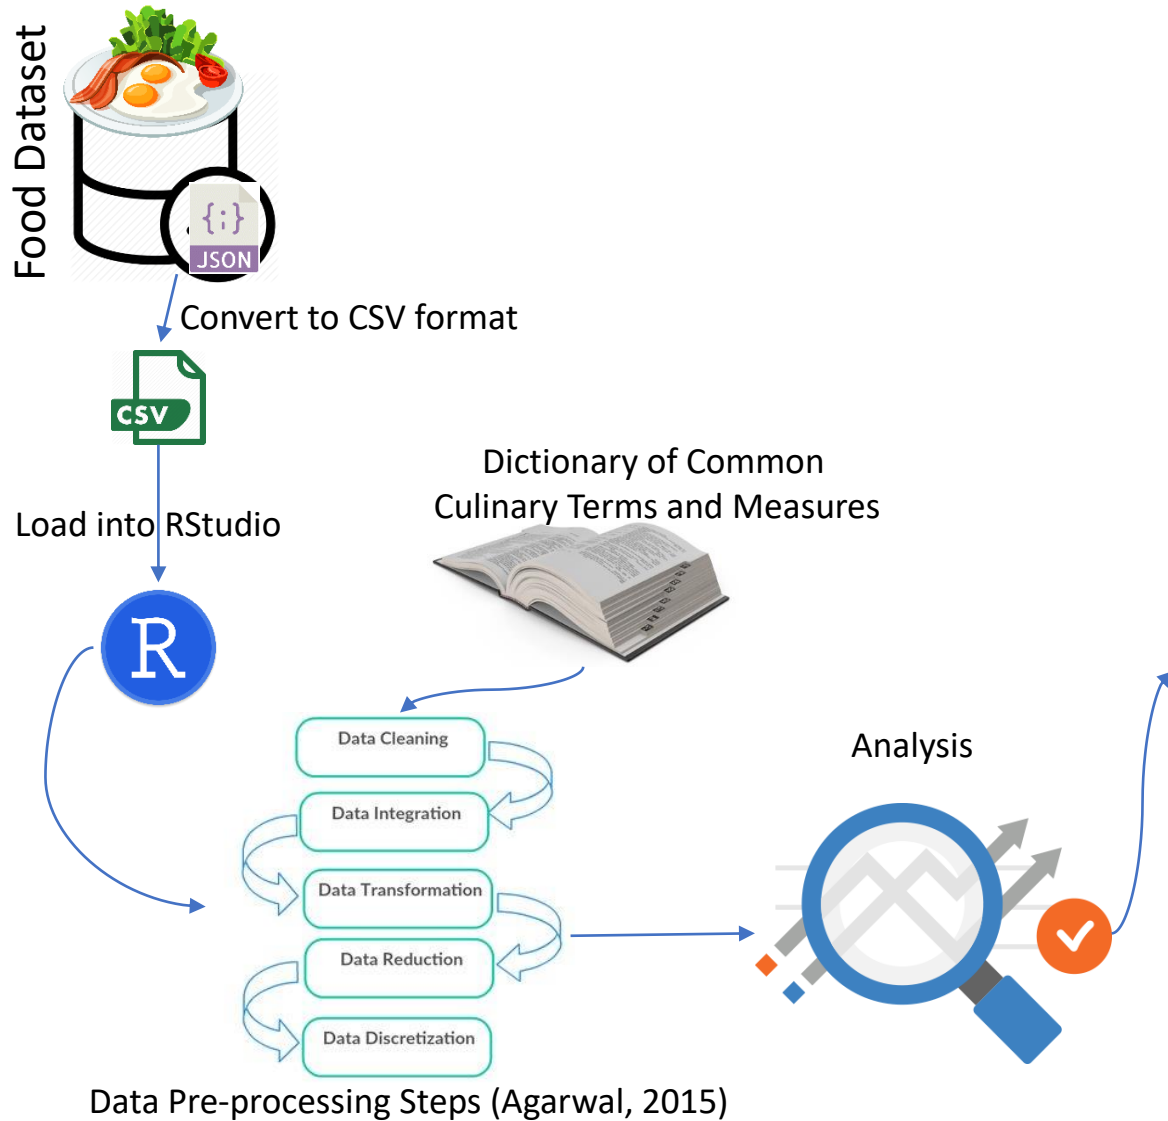 Food Dataset
{;}
JSON
Convert to CSV format
CSV
Load into RStudio
R
Dictionary of Common
Culinary Terms and Measures
Data Cleaning
Data Integration
Data Transformation
Data Reduction
Data Discretization
Data Pre-processing Steps (Agarwal, 2015)
Analysis